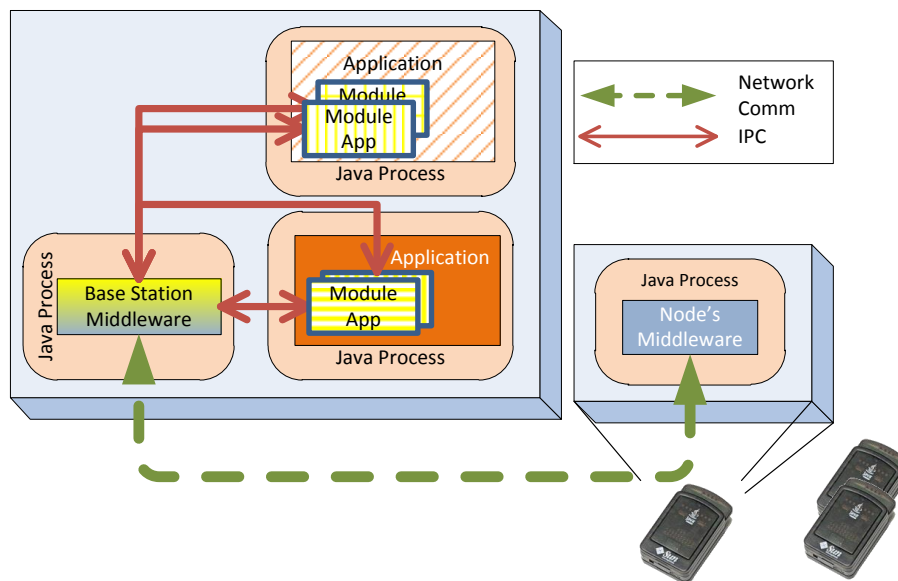 Application
Module
Module
App
Java Process
Network
Comm
IPC
Java Process
Base Station
Middleware
Application
Module
App
Java Process
Java Process
Node's
Middleware
Sun